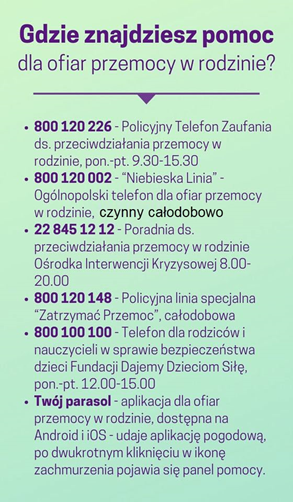 Gdzie znajdziesz pomoc
dla ofiar przemocy w rodzinie?
• 800 120 226 - Policyjny Telefon Zaufania
ds. przeciwdziałania przemocy w
rodzinie, pon.-pt. 9.30-15.30
• 800 120 002 - “Niebieska Linia” -
Ogólnopolski telefon dla ofiar przemocy
w rodzinie, czynny całodobowo
• 22 845 12 12 - Poradnia ds.
przeciwdziałania przemocy w rodzinie
Ośrodka Interwencji Kryzysowej 8.00-
20.00
• 800 120 148 - Policyjna linia specjalna
“Zatrzymać Przemoc”, całodobowa
• 800 100 100 - Telefon dla rodziców i
nauczycieli w sprawie bezpieczeństwa
dzieci Fundacji Dajemy Dzieciom Siłę,
pon.-pt. 12.00-15.00
• Twój parasol - aplikacja dla ofiar
przemocy w rodzinie, dostępna na
Android i iOS - udaje aplikację pogodową,
po dwukrotnym kliknięciu w ikonę
zachmurzenia pojawia się panel pomocy.